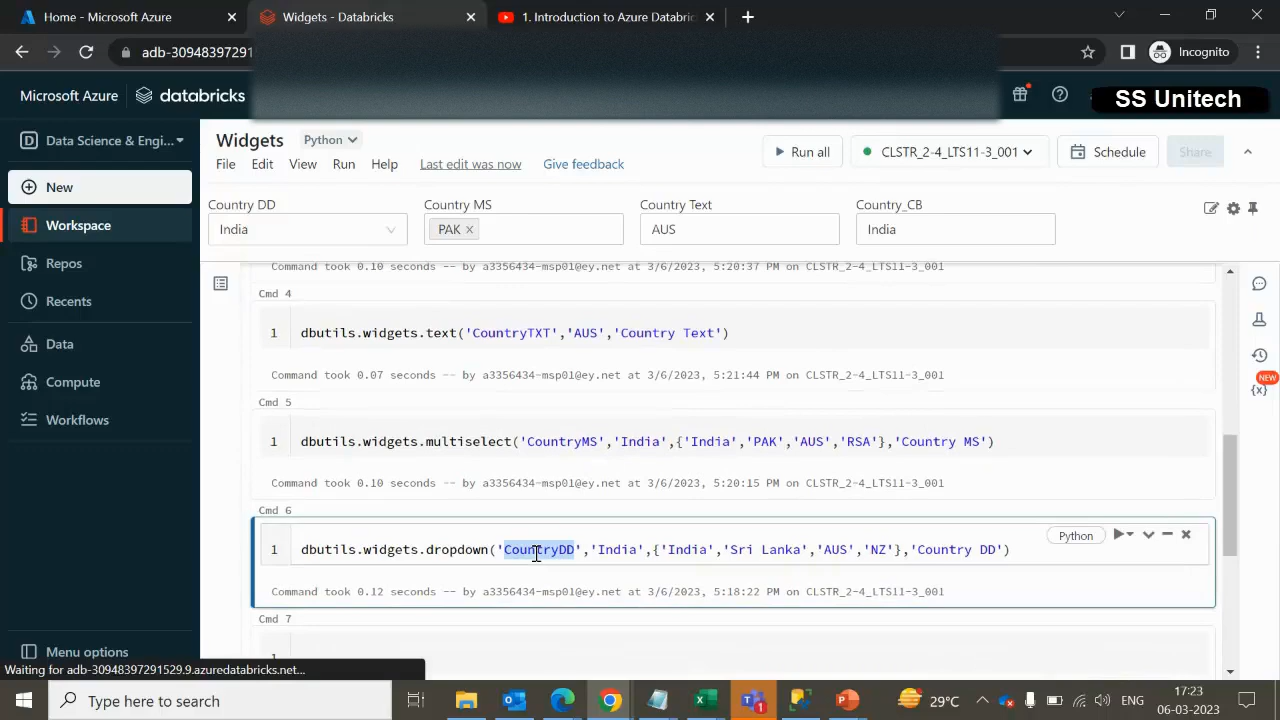 Home - Microsoft Azure
Widgets - Databricks
1. Introduction to Azure Databric
adb-30948397291
Incognito
Microsoft Azure
databricks
SS Unitech
Data Science & Engi...
Widgets
Python
Run all
CLSTR_2-4_LTS11-3_001
Schedule
Share
File
Edit
View
Run
Help
Last edit was now
Give feedback
New
Workspace
Repos
Recents
Data
Compute
Workflows
Menu options
Country DD
Country MS
Country Text
Country_CB
India
PAK
AUS
India
Command took 0.10 seconds -- by a3356434-msp01@ey.net at 3/6/2023, 5:20:37 PM on CLSTR_2-4_LTS11-3_001
Cmd 4
1 dbutils.widgets.text('CountryTXT','AUS','Country Text')
Command took 0.07 seconds -- by a3356434-msp01@ey.net at 3/6/2023, 5:21:44 PM on CLSTR_2-4_LTS11-3_001
Cmd 5
1 dbutils.widgets.multiselect('CountryMS','India',{'India','PAK','AUS','RSA'},'Country MS')
Command took 0.10 seconds -- by a3356434-msp01@ey.net at 3/6/2023, 5:20:15 PM on CLSTR_2-4_LTS11-3_001
Cmd 6
Python
1 dbutils.widgets.dropdown('CountryDD','India',{'India','Sri Lanka','AUS','NZ'},'Country DD')
Command took 0.12 seconds -- by a3356434-msp01@ey.net at 3/6/2023, 5:18:22 PM on CLSTR_2-4_LTS11-3_001
Cmd 7
1
NEW
Waiting for adb-30948397291529.9.azuredatabricks.net...
Type here to search
1
29°C
ENG
17:23
06-03-2023